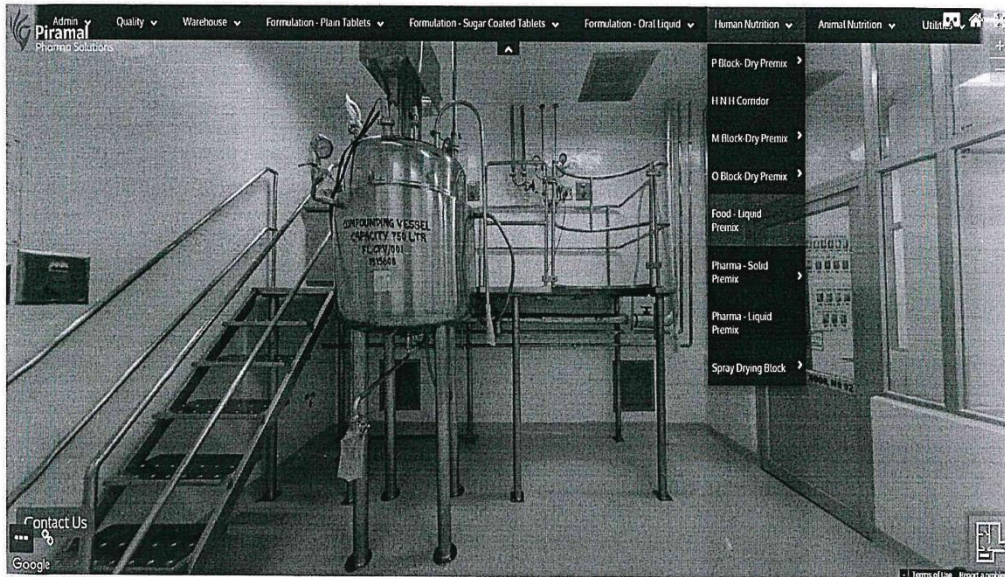 Admin Quality Warehouse Formulation - Plain Tablets Formulation - Sugar Coated Tablets Formulation - Oral Liquid Human Nutrition Animal Nutrition Utilities
Piramal
Pharma Solutions
P Block- Dry Premix
H N H Corridor
M Block-Dry Premix
O Block-Dry Premix
Food - Liquid
Premix
Pharma - Solid
Premix
Pharma - Liquid
Premix
Spray Drying Block
COMPOUNDING VESSEL
CAPACITY 750 LTR
Contact Us
Google
Terms of Use Report a